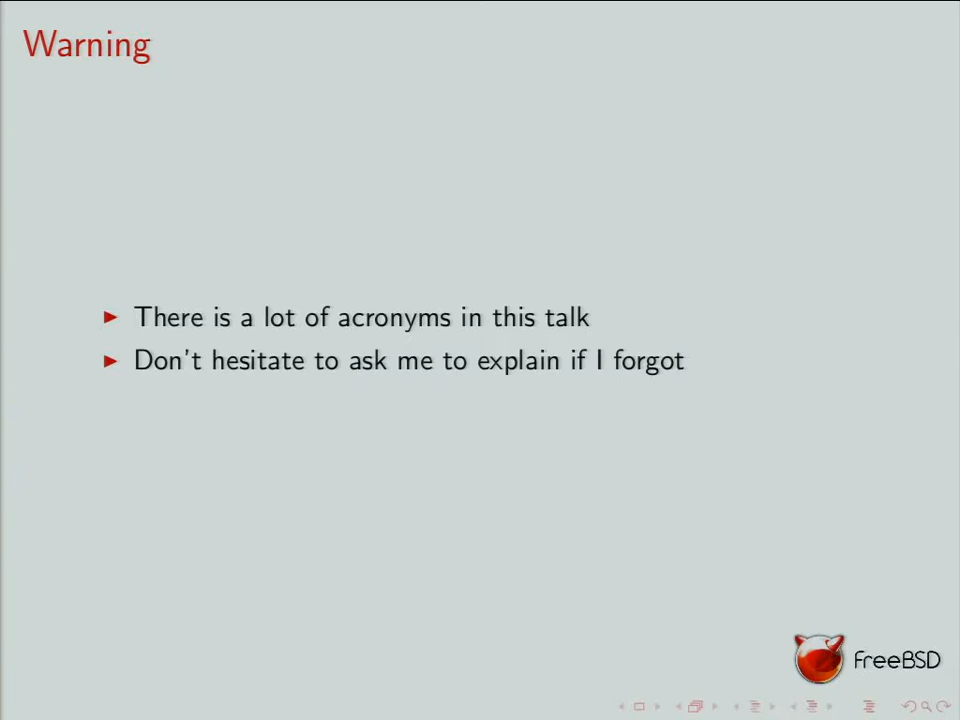 Warning
There is a lot of acronyms in this talk
Don't hesitate to ask me to explain if I forgot
FreeBSD